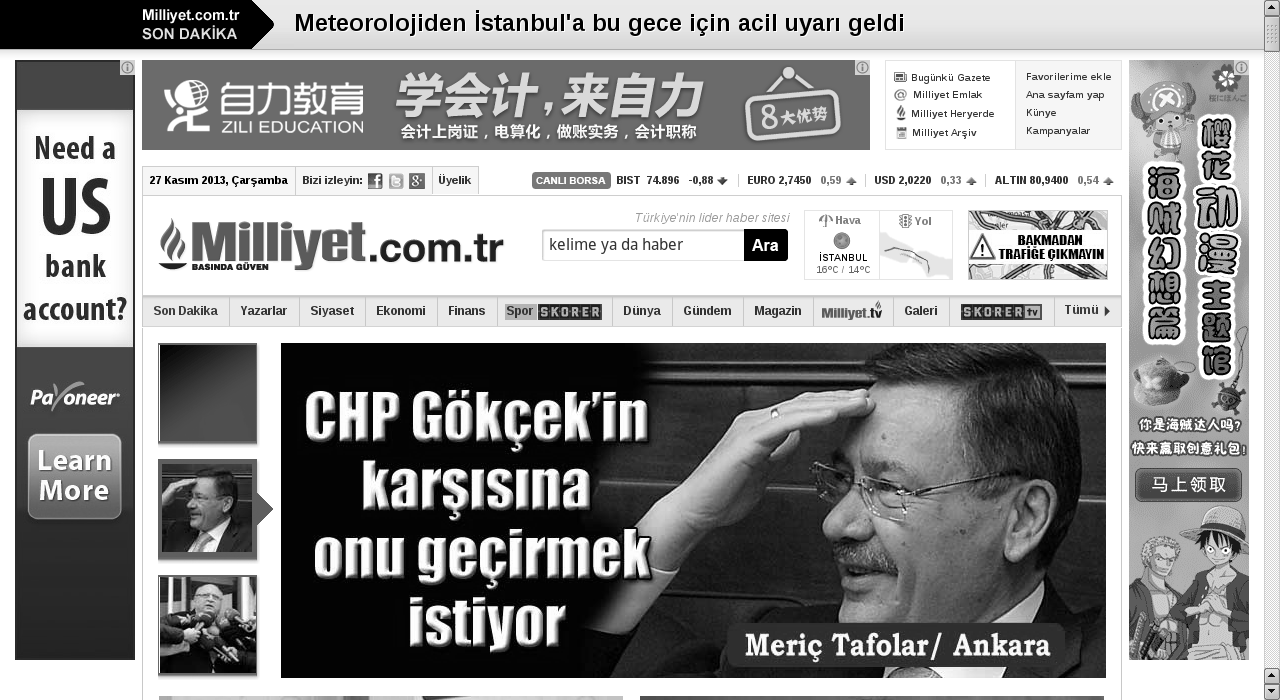 Milliyet.com.tr
SON DAKİKA
Meteorolojiden İstanbul'a bu gece için acil uyarı geldi
Need a
US
bank
account?
Payoneer
Learn
More
自力教育
ZILI EDUCATION
学会计，来自力
会计上岗证，电算化，做账实务，会计职称
8大优势
Bugünkü Gazete
Milliyet Emlak
Milliyet Heryerde
Milliyet Arşiv
Favorilerime ekle
Ana sayfam yap
Künye
Kampanyalar
27 Kasım 2013, Çarşamba
Bizi izleyin:
Üyelik
CANLI BORSA BIST 74.896 -0,88 EURO 2,7450 0,59 USD 2,0220 0,33 ALTIN 80,9400 0,54
Milliyet.com.tr
BASINDA GÜVEN
Türkiye'nin lider haber sitesi
kelime ya da haber
Ara
Hava
İSTANBUL
16ºC / 14ºC
Yol
BAKMADAN
TRAFİĞE ÇIKMAYIN
Son Dakika Yazarlar Siyaset Ekonomi Finans Spor SKORER Dünya Gündem Magazin Milliyet.tv Galeri SKORER tv Tümü
CHP Gökçek'in
karşısına
onu geçirmek
istiyor
Meriç Tafolar/ Ankara
樱花动漫主题馆
海贼幻想篇
你是海贼达人吗?
快来赢取创意礼包!
马上领取